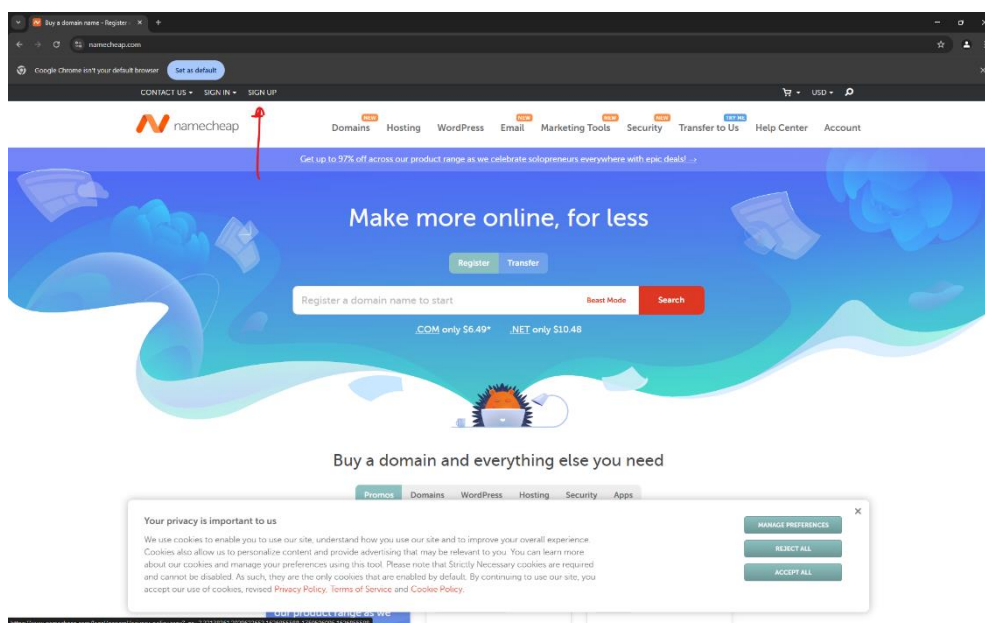 Buy a domain name - Register
namecheap.com
Google Chrome isn't your default browser Set as default
CONTACT US SIGN IN SIGN UP USD
namecheap
NEW NEW NEW NEW TRY ME
Domains Hosting WordPress Email Marketing Tools Security Transfer to Us Help Center Account
Get up to 97% off across our product range as we celebrate solopreneurs everywhere with epic deals! →
Make more online, for less
Register Transfer
Register a domain name to start Beast Mode Search
.COM only $6.49* .NET only $10.48
Buy a domain and everything else you need
Promos Domains WordPress Hosting Security Apps
Your privacy is important to us
We use cookies to enable you to use our site, understand how you use our site and to improve your overall experience.
Cookies also allow us to personalize content and provide advertising that may be relevant to you. You can learn more
about our cookies and manage your preferences using this tool. Please note that Strictly Necessary cookies are required
and cannot be disabled. As such, they are the only cookies that are enabled by default. By continuing to use our site, you
accept our use of cookies, revised Privacy Policy, Terms of Service and Cookie Policy.
MANAGE PREFERENCES
REJECT ALL
ACCEPT ALL
our product range as we